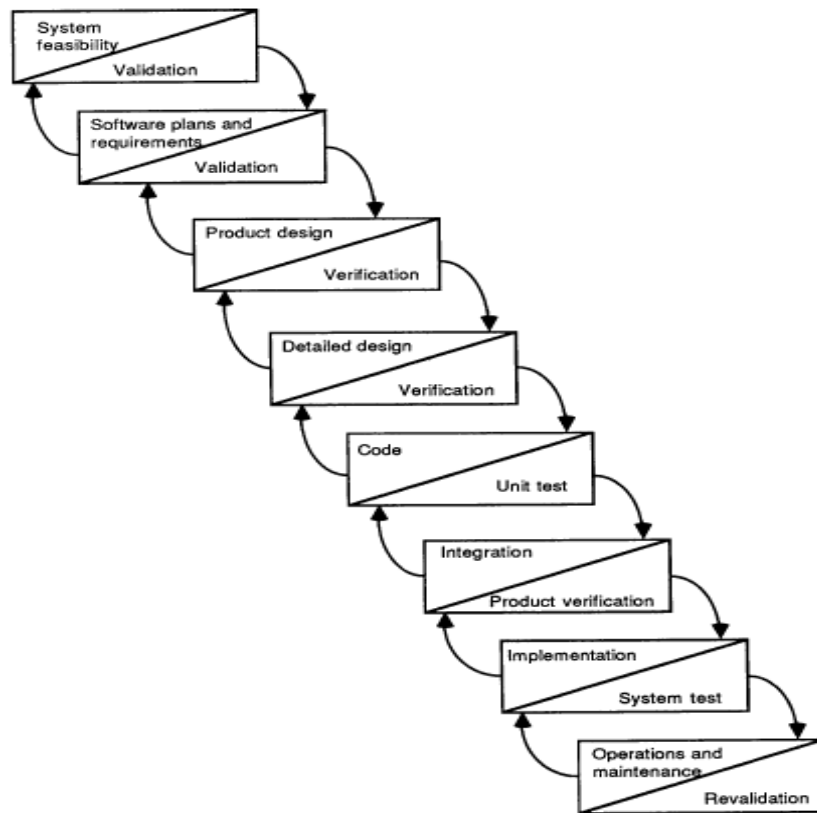 System
feasibility
Validation
Software plans and
requirements
Validation
Product design
Verification
Detailed design
Verification
Code
Unit test
Integration
Product verification
Implementation
System test
Operations and
maintenance
Revalidation